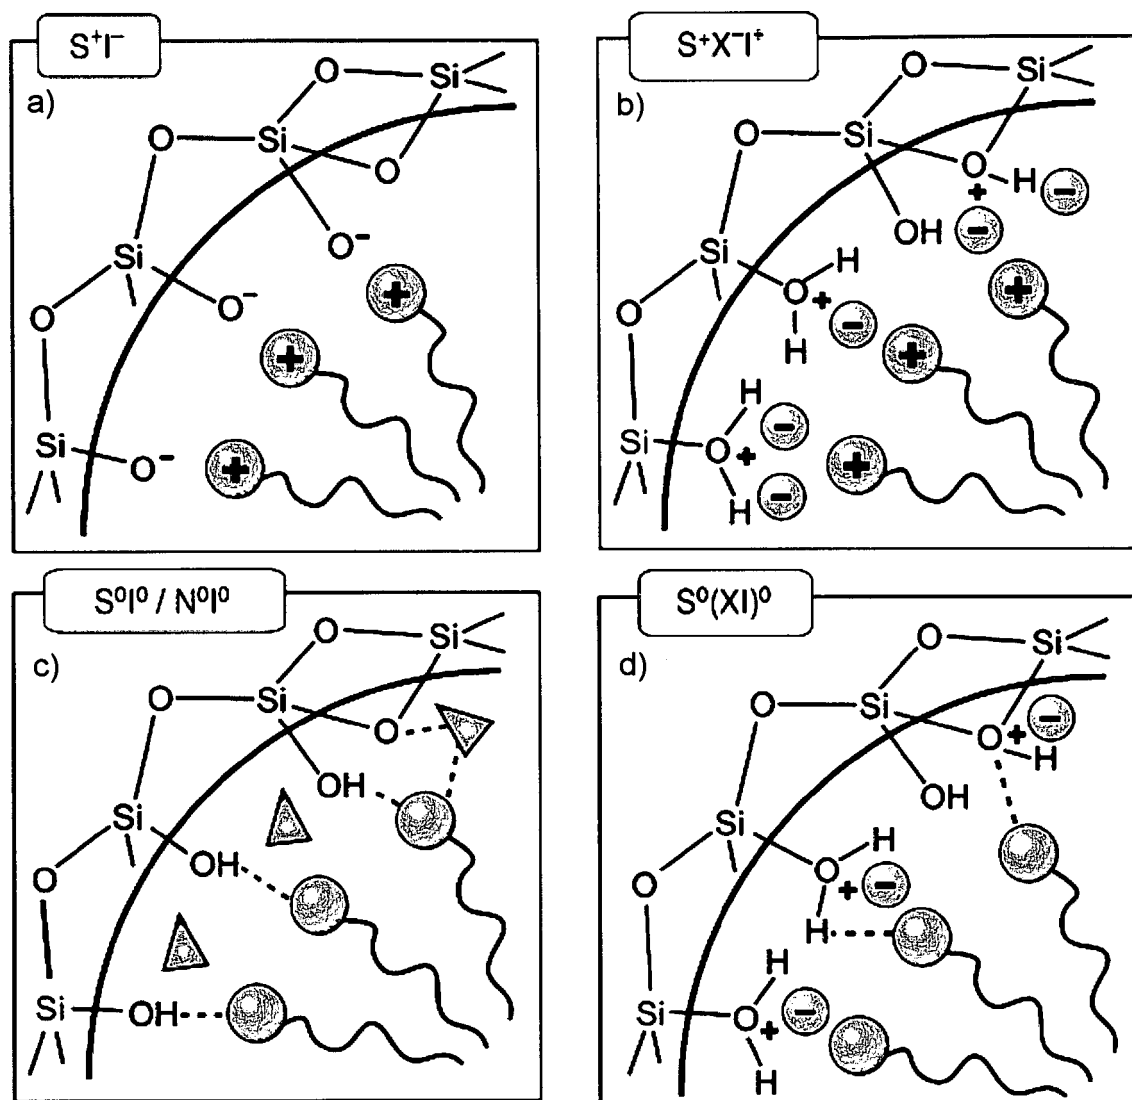 S⁺I⁻
a)
O Si
O Si
O
O⁻
Si
O⁻ +
O
+
Si O⁻ +
S⁺X⁻I⁺
b)
O Si
O Si
O H −
+
OH −
Si H
O + − +
O
H +
H −
Si O + +
H −
S⁰I⁰ / N⁰I⁰
c)
O Si
O Si
O
OH
Si
OH
O
Si OH
S⁰(XI)⁰
d)
O Si
O Si
O + −
H
OH
Si H
O + −
O
H
H
Si O + −
H